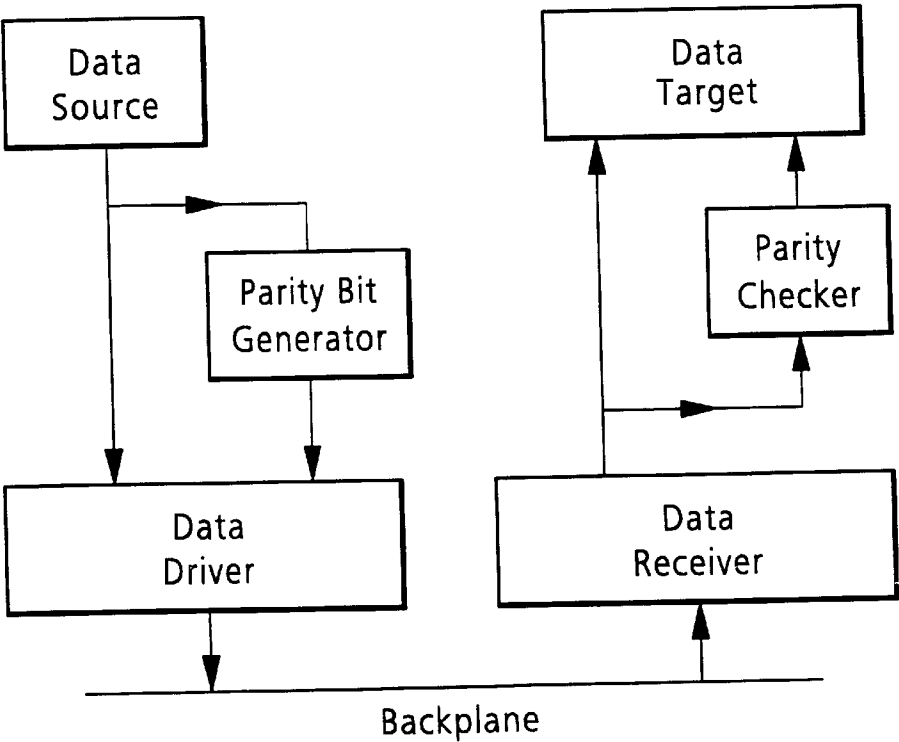 Data
Source
Data
Target
Parity Bit
Generator
Parity
Checker
Data
Driver
Data
Receiver
Backplane